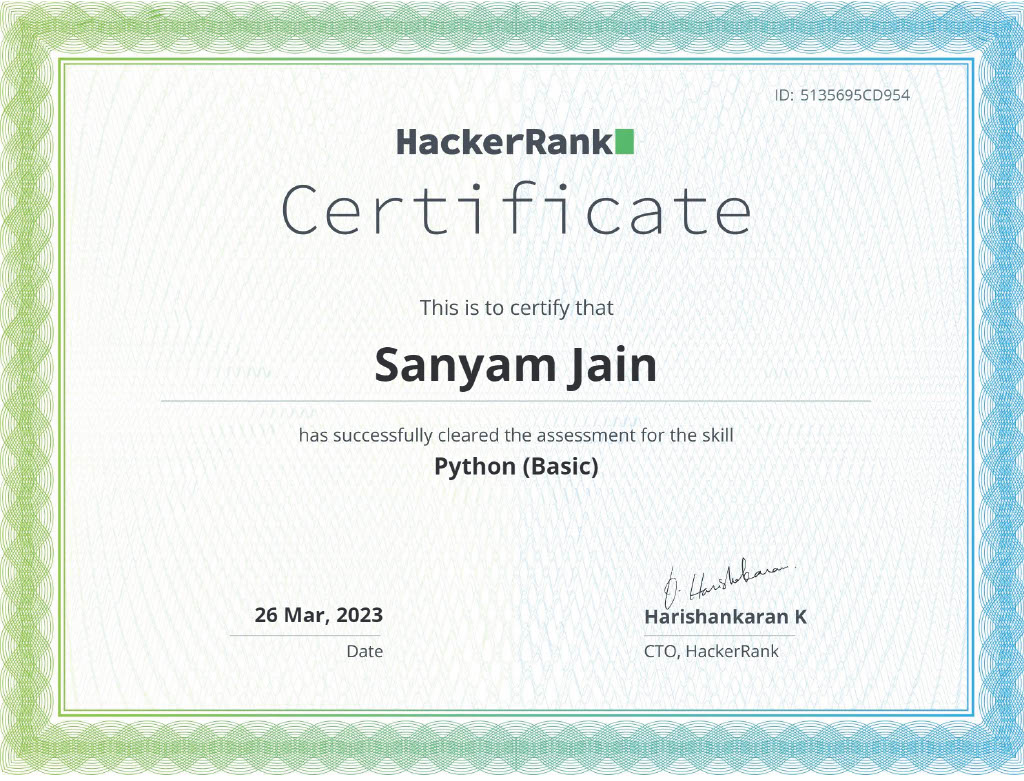 ID: 5135695CD954
HackerRank
Certificate
This is to certify that
Sanyam Jain
has successfully cleared the assessment for the skill
Python (Basic)
26 Mar, 2023
Date
Harishankaran
Harishankaran K
CTO, HackerRank